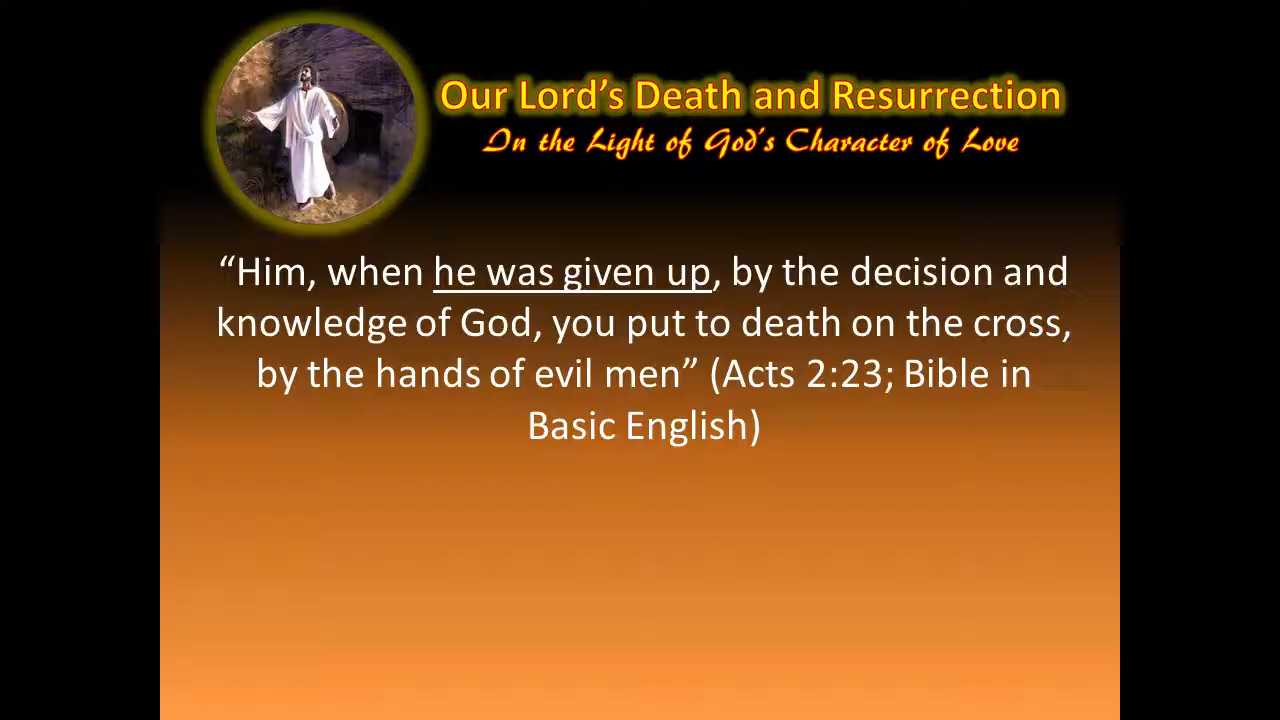 Our Lord’s Death and Resurrection
In the Light of God’s Character of Love
“Him, when he was given up, by the decision and
knowledge of God, you put to death on the cross,
by the hands of evil men” (Acts 2:23; Bible in
Basic English)